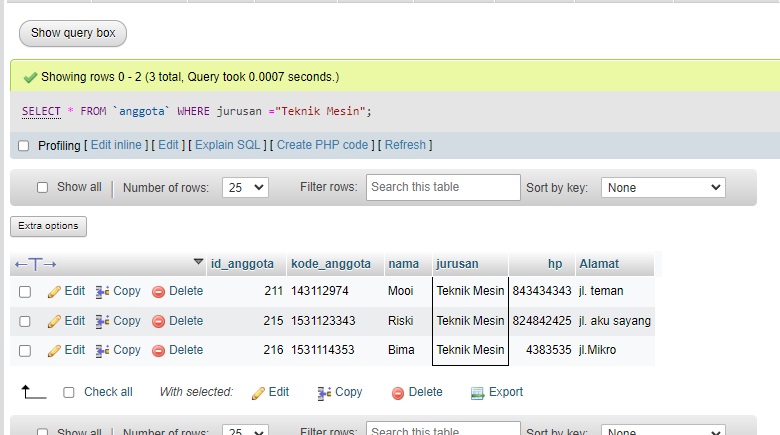 Show query box
Showing rows 0 - 2 (3 total, Query took 0.0007 seconds.)
SELECT * FROM `anggota` WHERE jurusan ="Teknik Mesin";
Profiling [ Edit inline ] [ Edit ] [ Explain SQL ] [ Create PHP code ] [ Refresh ]
Show all | Number of rows: 25 Filter rows: Search this table Sort by key: None
Extra options
←T→ id_anggota kode_anggota nama jurusan hp Alamat
Edit Copy Delete 211 143112974 Mooi Teknik Mesin 843434343 jl. teman
Edit Copy Delete 215 1531123343 Riski Teknik Mesin 824842425 jl. aku sayang
Edit Copy Delete 216 1531114353 Bima Teknik Mesin 4383535 jl.Mikro
Check all With selected: Edit Copy Delete Export
Show all | Number of rows: 25 Filter rows: Search this table Sort by key: None